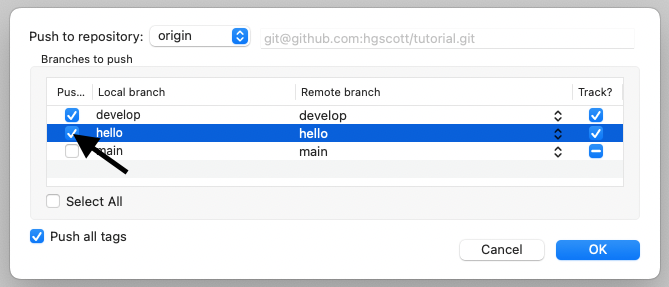 Push to repository: origin git@github.com:hgscott/tutorial.git
Branches to push
Pus... Local branch Remote branch Track?
develop develop
hello hello
main main
Select All
Push all tags
Cancel OK